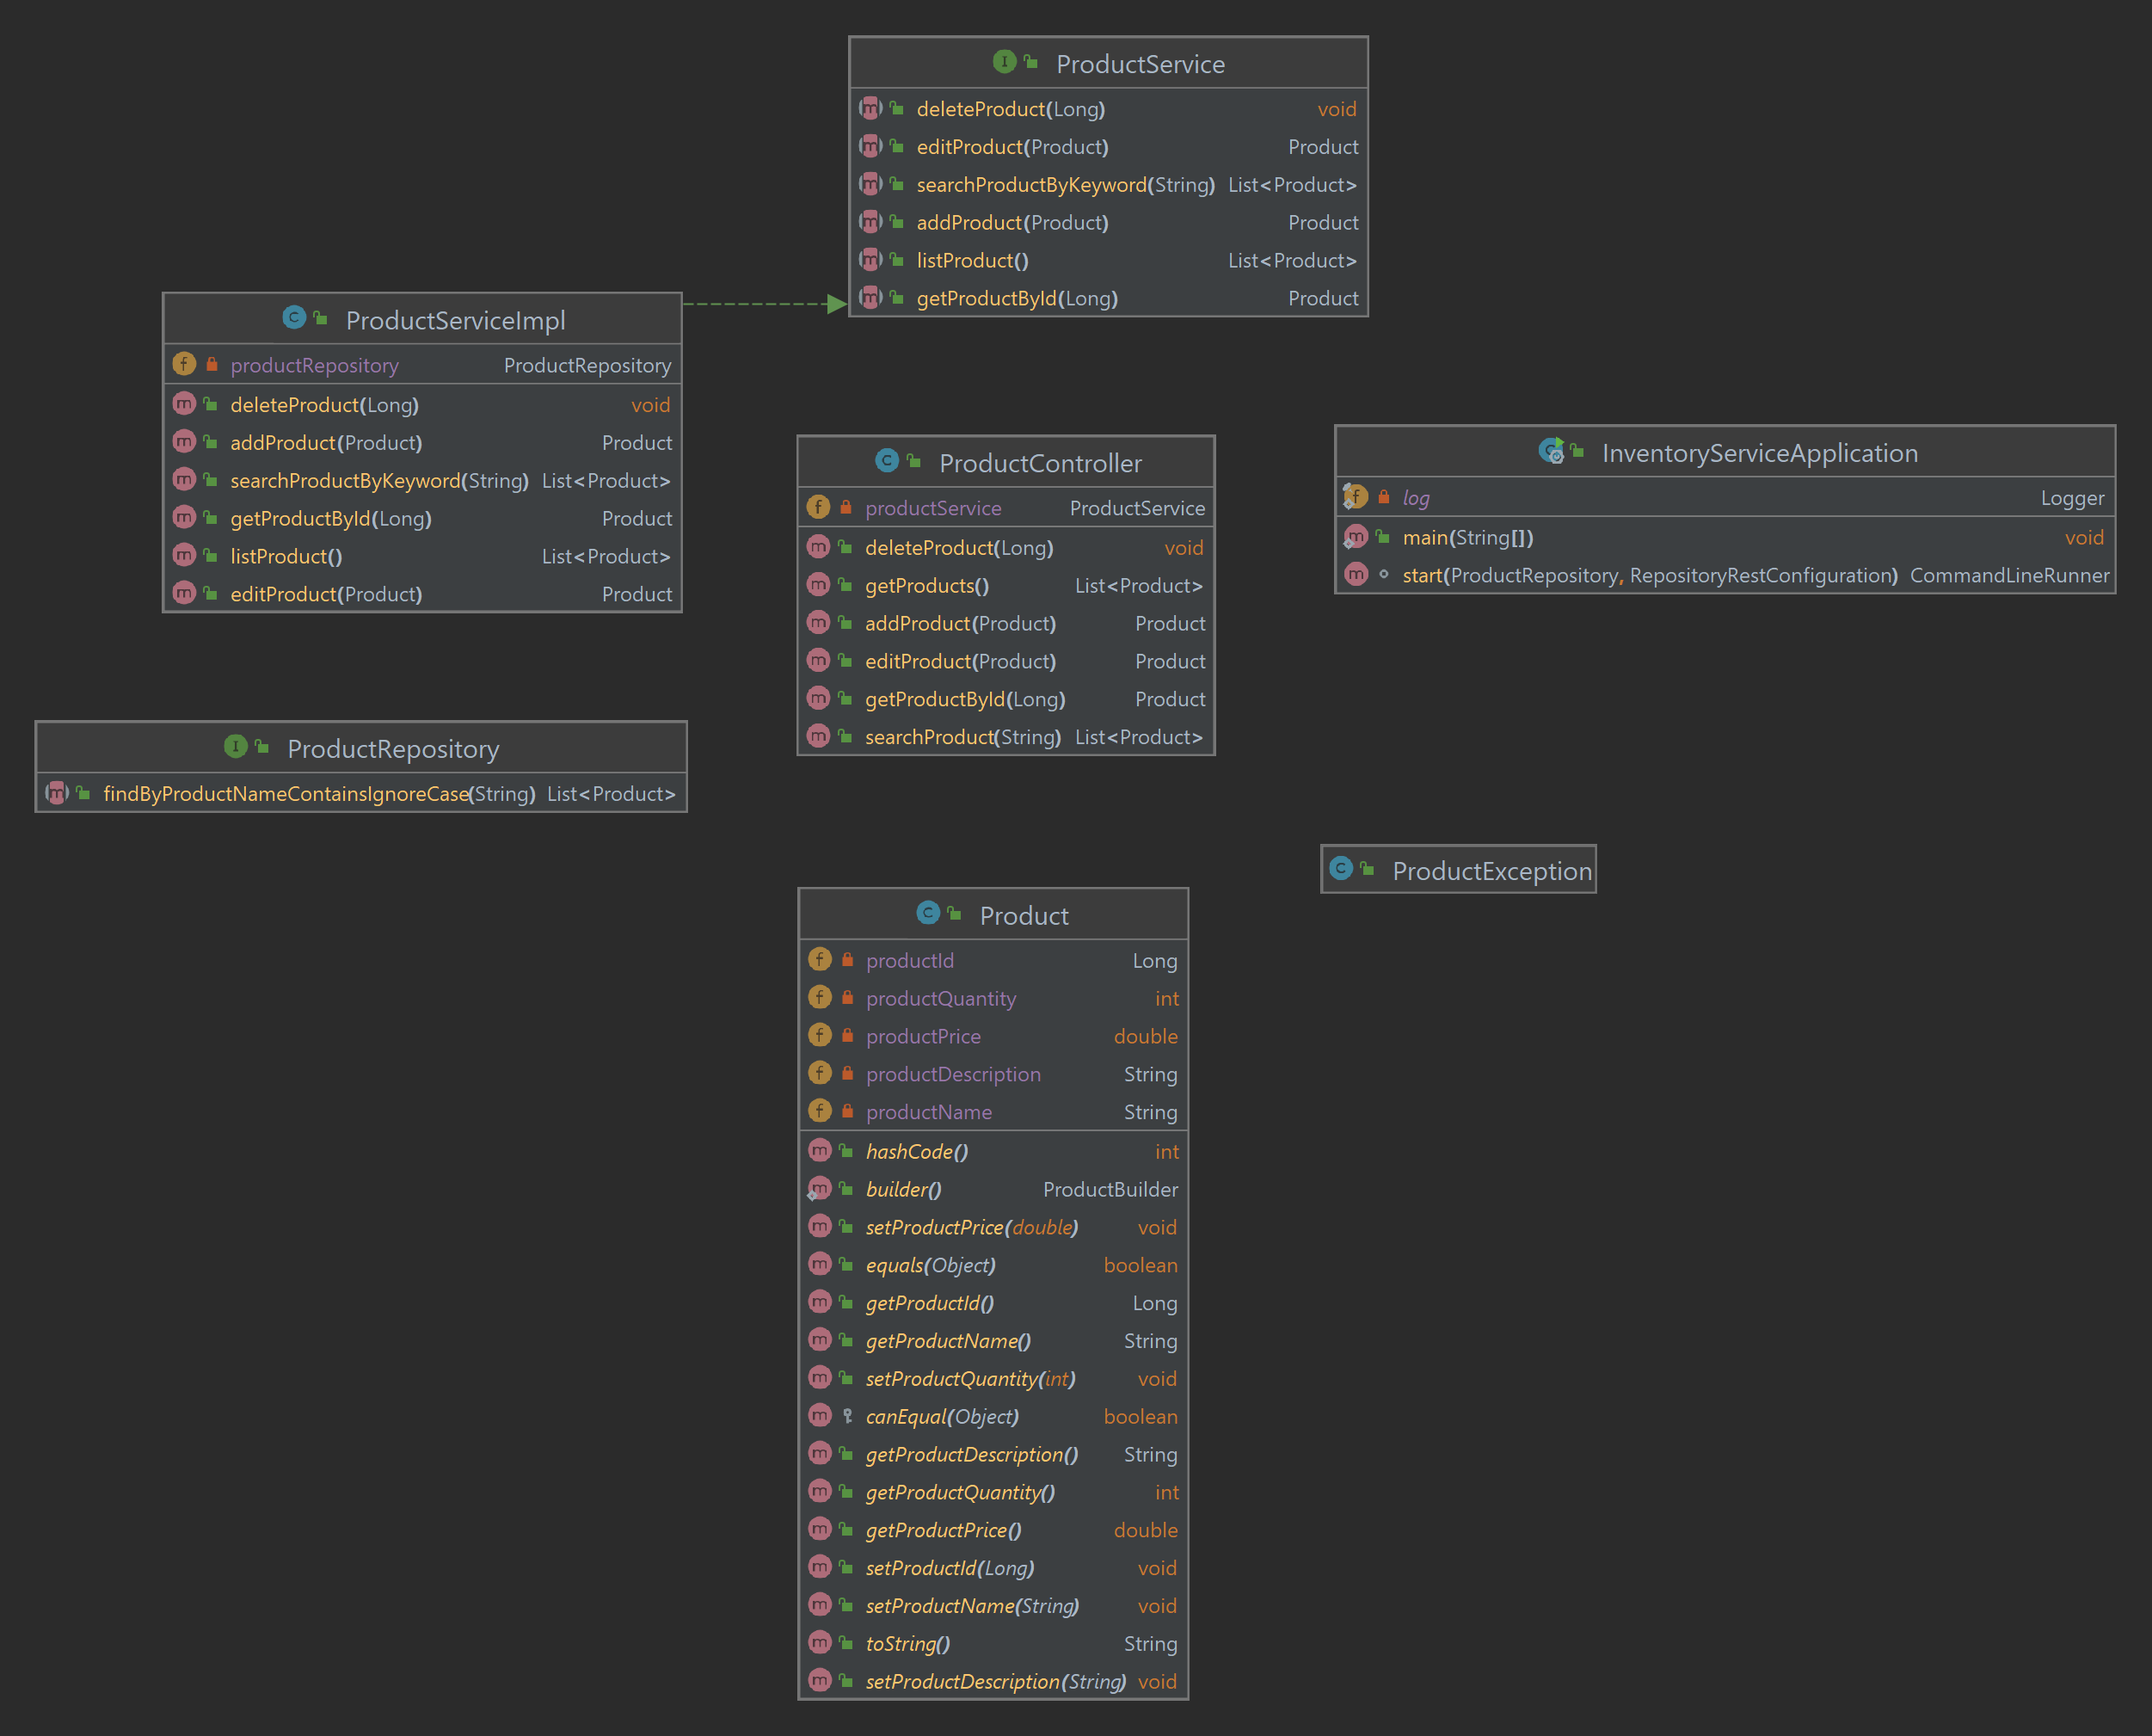 ProductService
deleteProduct(Long) void
editProduct(Product) Product
searchProductByKeyword(String) List<Product>
addProduct(Product) Product
listProduct() List<Product>
getProductById(Long) Product
ProductServiceImpl
productRepository ProductRepository
deleteProduct(Long) void
addProduct(Product) Product
searchProductByKeyword(String) List<Product>
getProductById(Long) Product
listProduct() List<Product>
editProduct(Product) Product
ProductController
productService ProductService
deleteProduct(Long) void
getProducts() List<Product>
addProduct(Product) Product
editProduct(Product) Product
getProductById(Long) Product
searchProduct(String) List<Product>
InventoryServiceApplication
log Logger
main(String[]) void
start(ProductRepository, RepositoryRestConfiguration) CommandLineRunner
ProductRepository
findByProductNameContainsIgnoreCase(String) List<Product>
ProductException
Product
productId Long
productQuantity int
productPrice double
productDescription String
productName String
hashCode() int
builder() ProductBuilder
setProductPrice(double) void
equals(Object) boolean
getProductId() Long
getProductName() String
setProductQuantity(int) void
canEqual(Object) boolean
getProductDescription() String
getProductQuantity() int
getProductPrice() double
setProductId(Long) void
setProductName(String) void
toString() String
setProductDescription(String) void